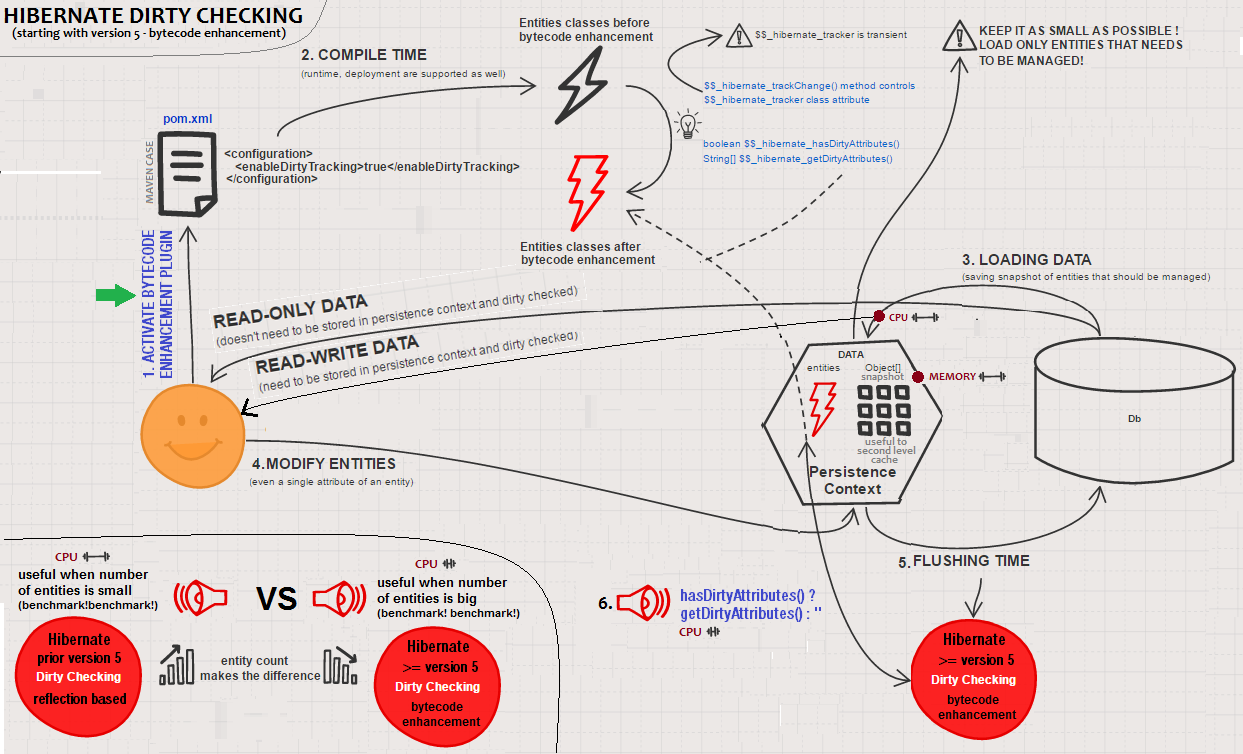 HIBERNATE DIRTY CHECKING
(starting with version 5 - bytecode enhancement)
2. COMPILE TIME
(runtime, deployment are supported as well)
Entities classes before
bytecode enhancement
$$_hibernate_tracker is transient
KEEP IT AS SMALL AS POSSIBLE !
LOAD ONLY ENTITIES THAT NEEDS
TO BE MANAGED!
$$_hibernate_trackChange() method controls
$$_hibernate_tracker class attribute
boolean $$_hibernate_hasDirtyAttributes()
String[] $$_hibernate_getDirtyAttributes()
pom.xml
MAVEN CASE
<configuration>
<enableDirtyTracking>true</enableDirtyTracking>
</configuration>
Entities classes after
bytecode enhancement
1. ACTIVATE BYTECODE
ENHANCEMENT PLUGIN
3. LOADING DATA
(saving snapshot of entities that should be managed)
READ-ONLY DATA
(doesn't need to be stored in persistence context and dirty checked)
READ-WRITE DATA
(need to be stored in persistence context and dirty checked)
CPU
DATA
entities
Object[]
snapshot
MEMORY
useful to
second level
cache
Persistence
Context
Db
4.MODIFY ENTITIES
(even a single attribute of an entity)
5. FLUSHING TIME
CPU
useful when number
of entities is small
(benchmark!benchmark!)
VS
CPU
useful when number
of entities is big
(benchmark! benchmark!)
6.
hasDirtyAttributes() ?
getDirtyAttributes() : "
CPU
Hibernate
prior version 5
Dirty Checking
reflection based
entity count
makes the difference
Hibernate
>= version 5
Dirty Checking
bytecode
enhancement
Hibernate
>= version 5
Dirty Checking
bytecode
enhancement